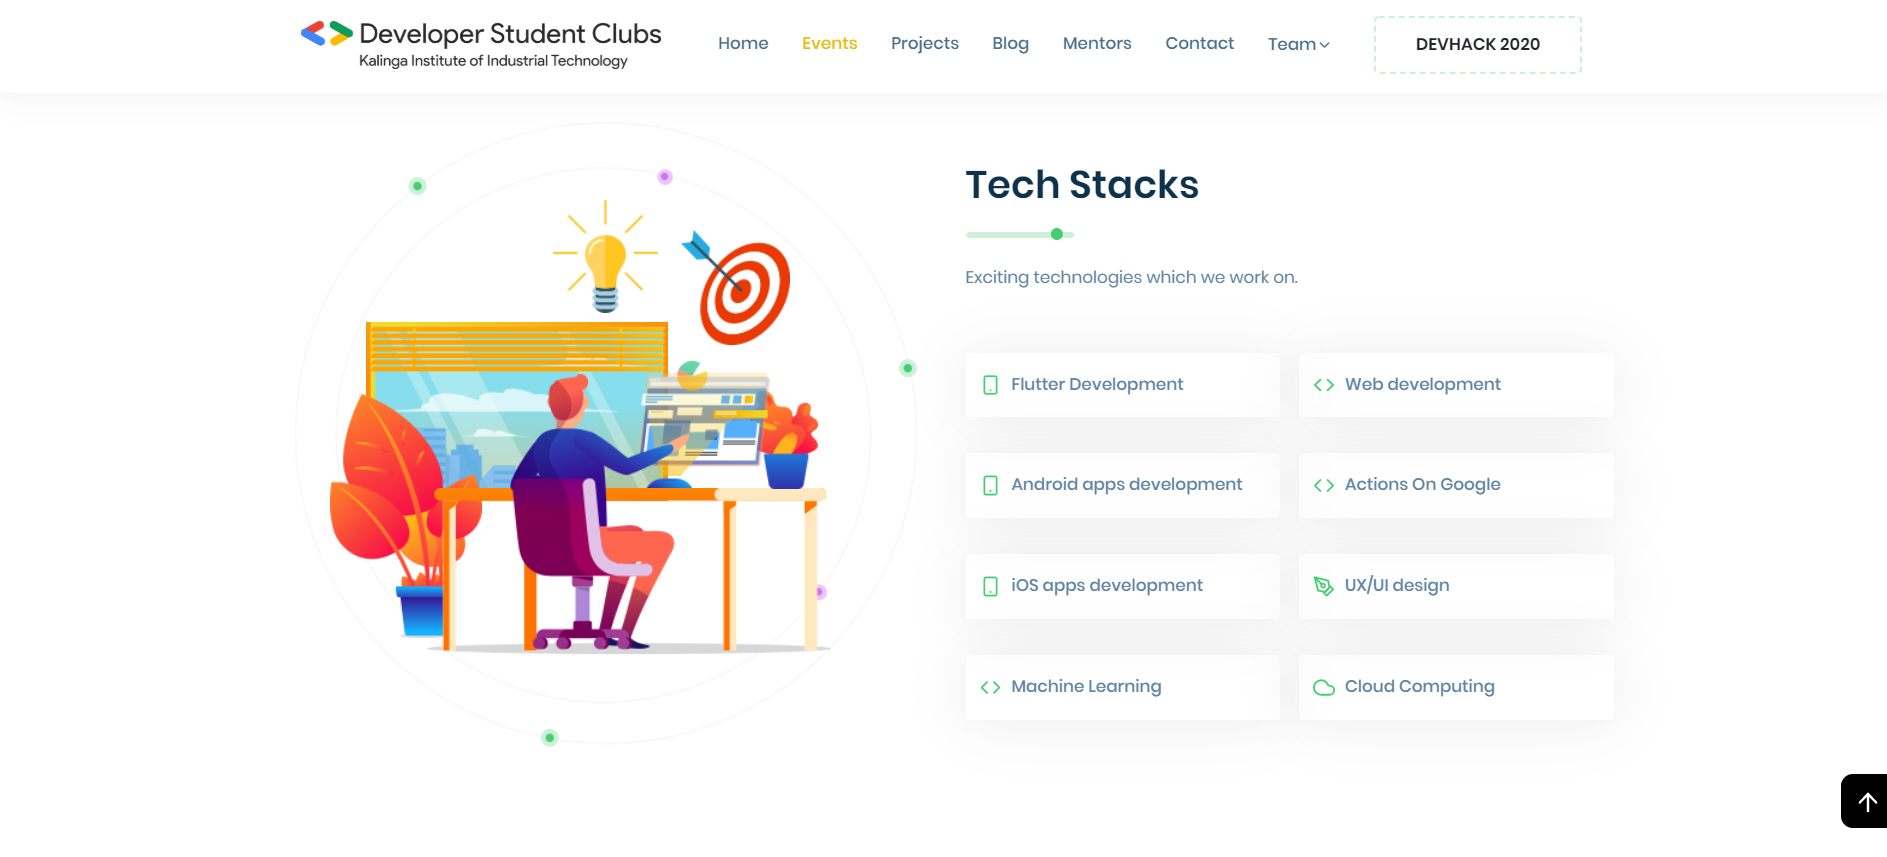 Developer Student Clubs
Kalinga Institute of Industrial Technology
Home Events Projects Blog Mentors Contact Team DEVHACK 2020
Tech Stacks
Exciting technologies which we work on.
Flutter Development
Web development
Android apps development
Actions On Google
iOS apps development
UX/UI design
Machine Learning
Cloud Computing